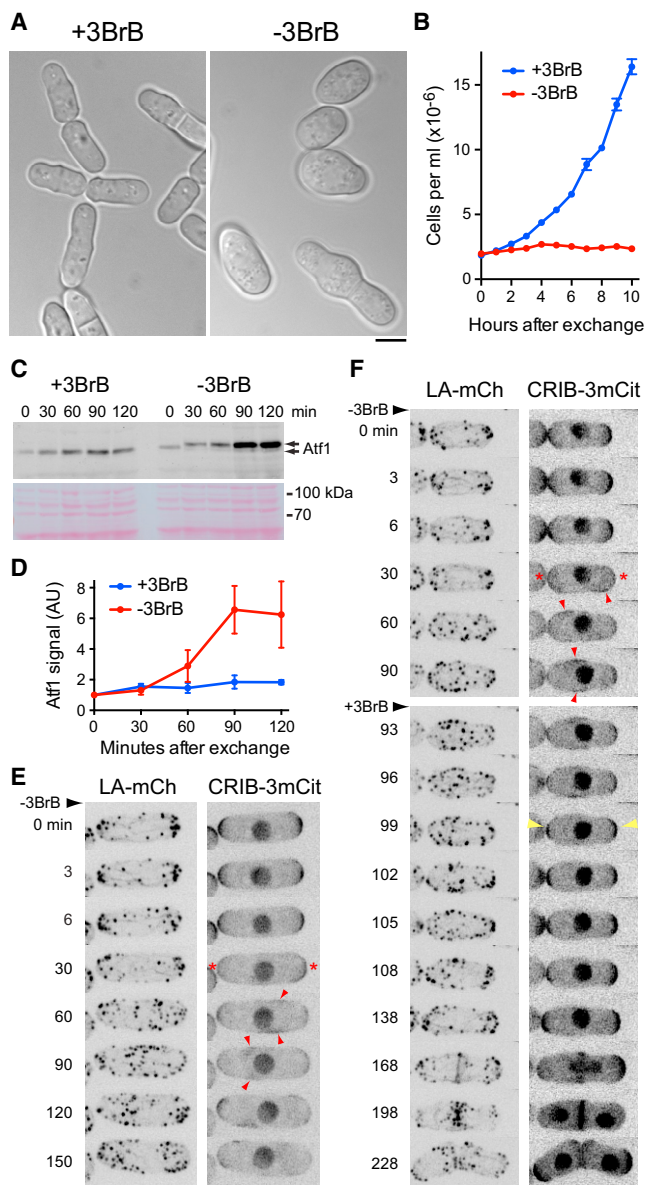 A
+3BrB
-3BrB
B
+3BrB
-3BrB
Cells per ml (x10-6)
15
10
5
0
0 2 4 6 8 10
Hours after exchange
C
+3BrB
-3BrB
0 30 60 90 120 0 30 60 90 120 min
Atf1
-100 kDa
-70
D
+3BrB
-3BrB
Atf1 signal (AU)
8
6
4
2
0
0 30 60 90 120
Minutes after exchange
E
LA-mCh CRIB-3mCit
-3BrB
0 min
3
6
30
* *
60
90
120
150
F
LA-mCh CRIB-3mCit
-3BrB
0 min
3
6
30
* *
60
90
+3BrB
93
96
99
102
105
108
138
168
198
228